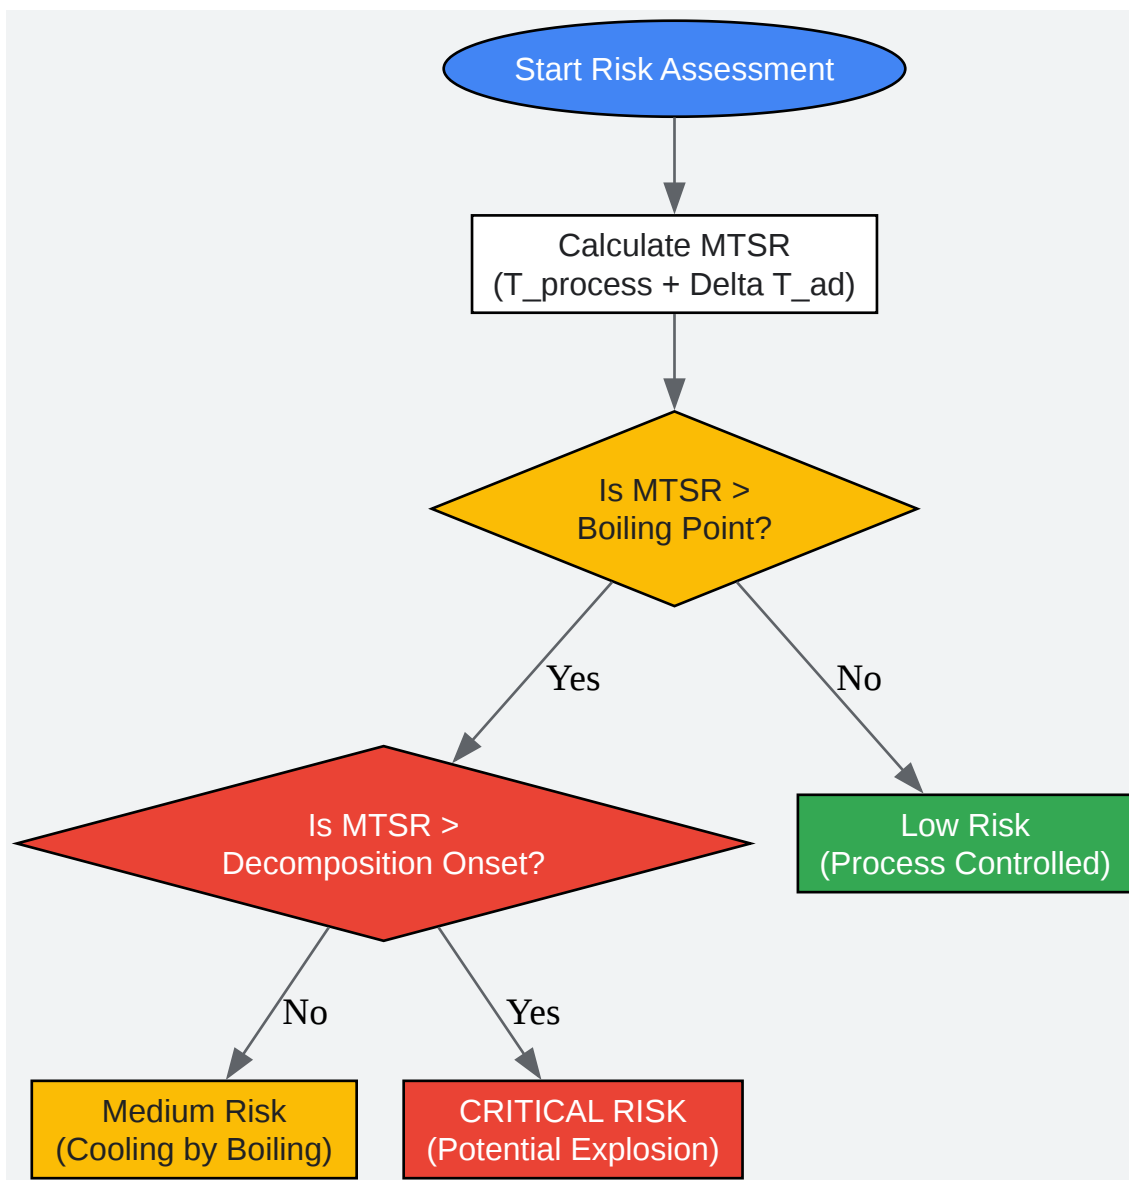 Start Risk Assessment
Calculate MTSR
(T_process + Delta T_ad)
Is MTSR >
Boiling Point?
Yes
No
Is MTSR >
Decomposition Onset?
Low Risk
(Process Controlled)
No
Yes
Medium Risk
(Cooling by Boiling)
CRITICAL RISK
(Potential Explosion)